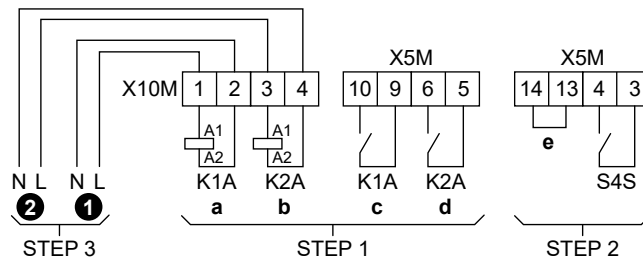 X5M X5M
X10M 1 2 3 4 10 9 6 5 14 13 4 3
A1 A1
A2 A2
e
N L N L K1A K2A K1A K2A S4S
2 1 a b c d
STEP 3 STEP 1 STEP 2